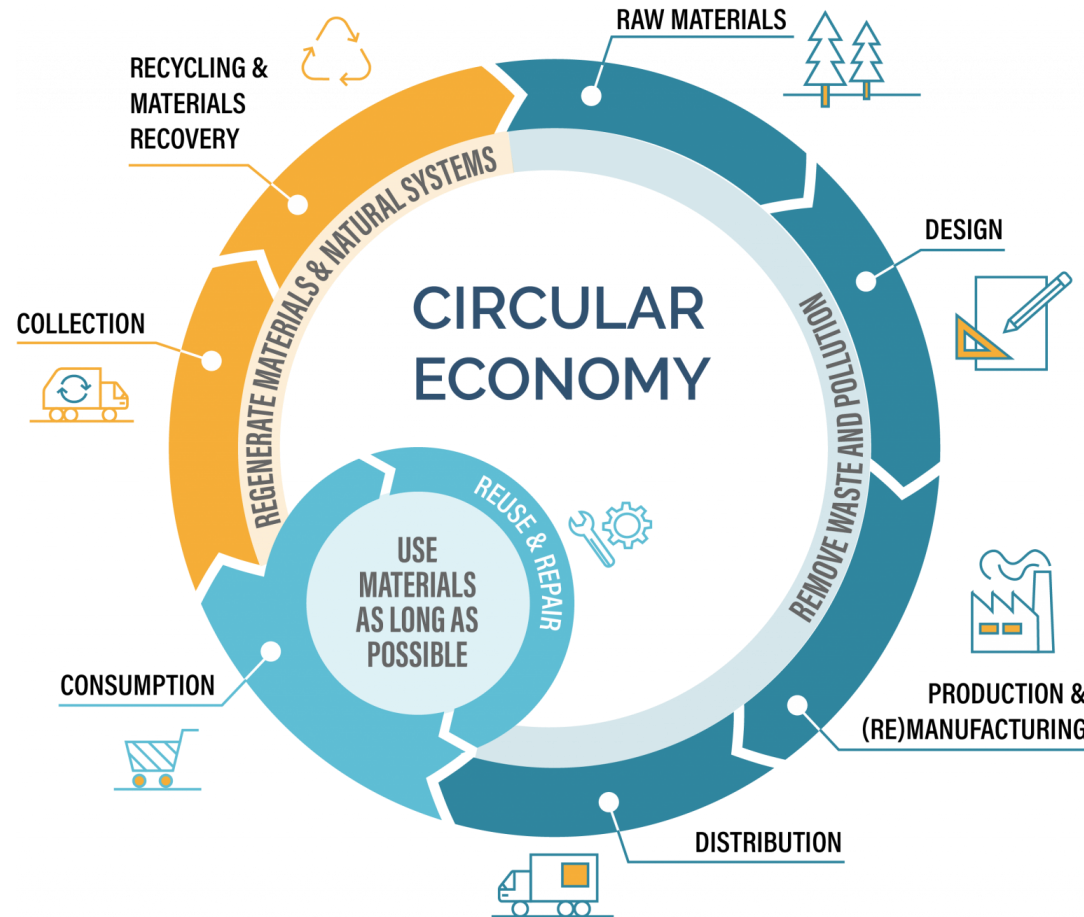 RAW MATERIALS
RECYCLING &
MATERIALS
RECOVERY
REGENERATE MATERIALS & NATURAL SYSTEMS
DESIGN
CIRCULAR
ECONOMY
COLLECTION
REMOVE WASTE AND POLLUTION
REUSE & REPAIR
USE
MATERIALS
AS LONG AS
POSSIBLE
CONSUMPTION
PRODUCTION &
(RE)MANUFACTURING
DISTRIBUTION